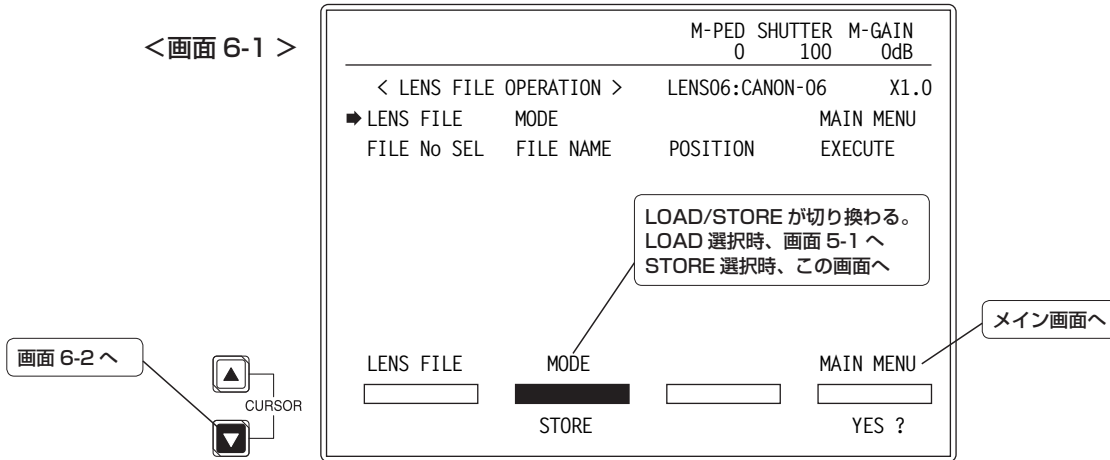 ＜画面 6-1 ＞
M-PED SHUTTER M-GAIN
0 100 0dB
< LENS FILE OPERATION > LENS06:CANON-06 X1.0
➡ LENS FILE MODE MAIN MENU
FILE No SEL FILE NAME POSITION EXECUTE
LOAD/STORE が切り換わる。
LOAD 選択時、画面 5-1 へ
STORE 選択時、この画面へ
メイン画面へ
画面 6-2 へ
LENS FILE MODE MAIN MENU
CURSOR
STORE YES ?